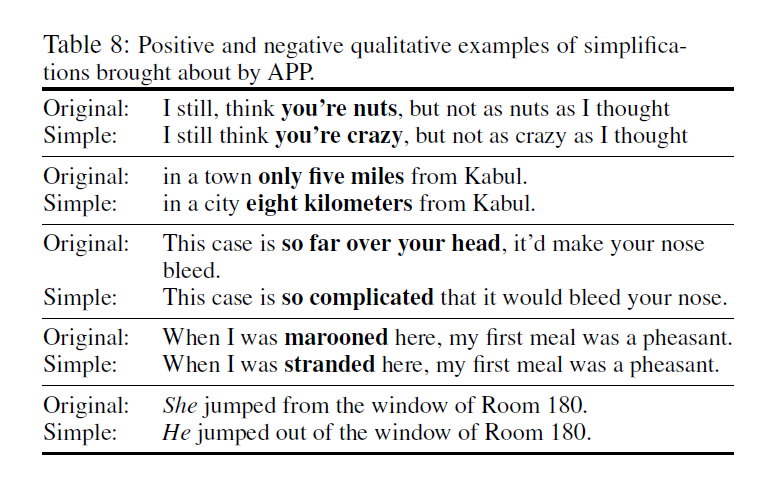 Table 8: Positive and negative qualitative examples of simplifica-
tions brought about by APP.
Original: I still, think you're nuts, but not as nuts as I thought
Simple: I still think you're crazy, but not as crazy as I thought
Original: in a town only five miles from Kabul.
Simple: in a city eight kilometers from Kabul.
Original: This case is so far over your head, it'd make your nose
bleed.
Simple: This case is so complicated that it would bleed your nose.
Original: When I was marooned here, my first meal was a pheasant.
Simple: When I was stranded here, my first meal was a pheasant.
Original: She jumped from the window of Room 180.
Simple: He jumped out of the window of Room 180.